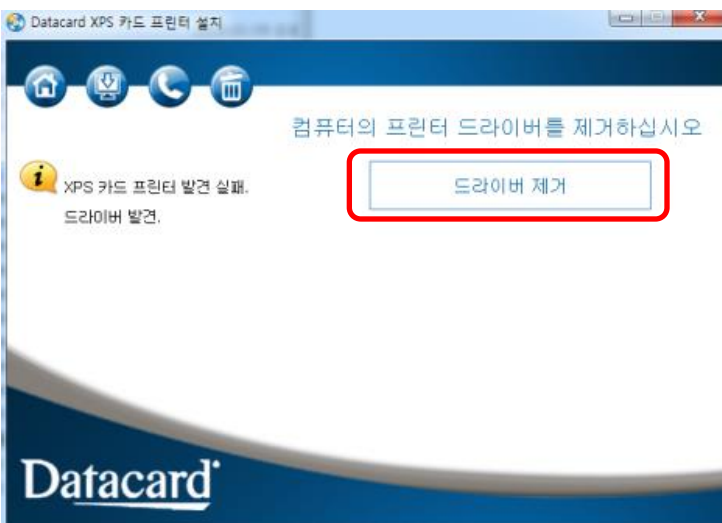 Datacard XPS 카드 프린터 설치
컴퓨터의 프린터 드라이버를 제거하십시오
XPS 카드 프린터 발견 실패.
드라이버 발견.
드라이버 제거
Datacard